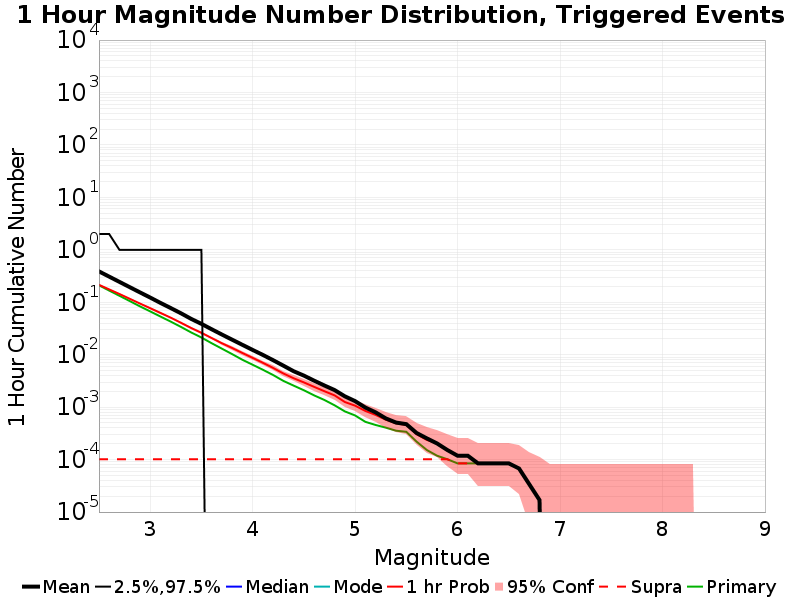 1 Hour Magnitude Number Distribution, Triggered Events
1 Hour Cumulative Number
10^4
10^3
10^2
10^1
10^0
10^-1
10^-2
10^-3
10^-4
10^-5
3 4 5 6 7 8 9
Magnitude
Mean 2.5%,97.5% Median Mode 1 hr Prob 95% Conf Supra Primary